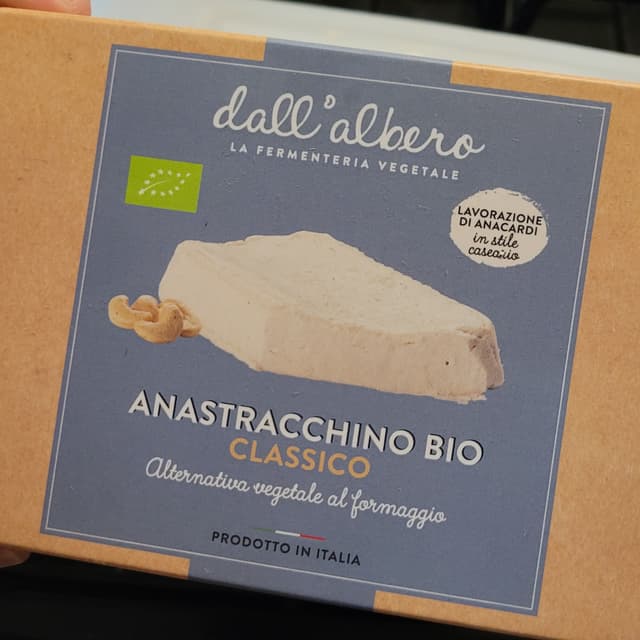 dall'albero
LA FERMENTERIA VEGETALE
LAVORAZIONE
DI ANACARDI
in stile
caseario
ANASTRACCHINO BIO
CLASSICO
Alternativa vegetale al formaggio
PRODOTTO IN ITALIA